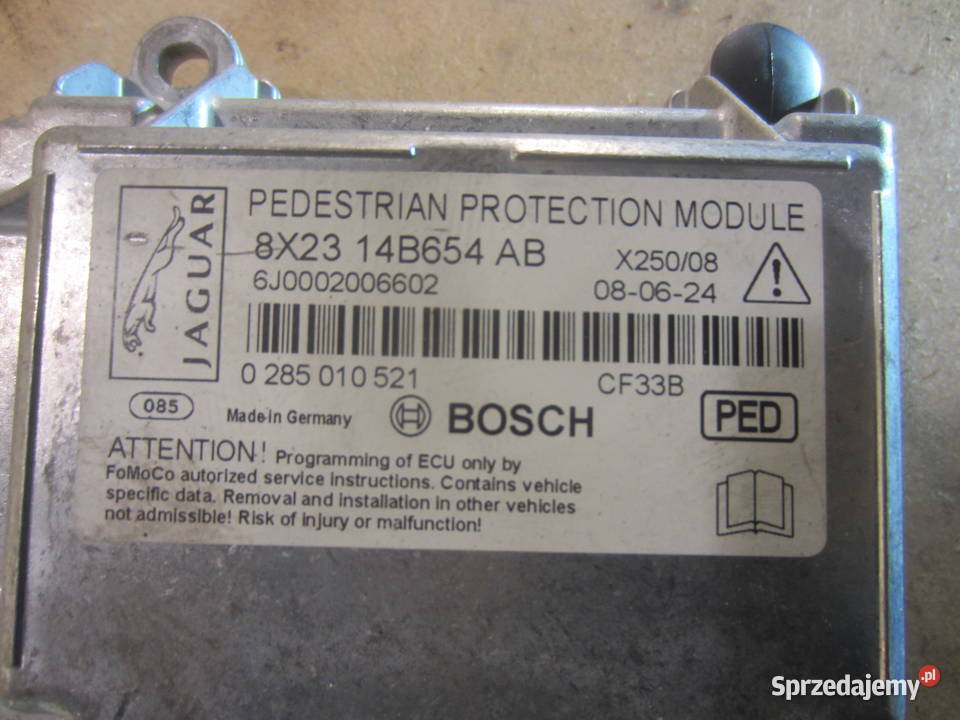 JAGUAR
PEDESTRIAN PROTECTION MODULE
8X23 14B654 AB
X250/08
6J0002006602
08-06-24
0 285 010 521
CF33B
085
Made in Germany
BOSCH
PED
ATTENTION! Programming of ECU only by
FoMoCo autorized service instructions. Contains vehicle
specific data. Removal and installation in other vehicles
not admissible! Risk of injury or malfunction!
Sprzedajemy.pl